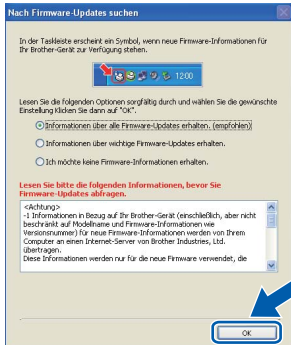 Nach Firmware-Updates suchen
In der Taskleiste erscheint ein Symbol, wenn neue Firmware-Informationen für
Ihr Brother-Gerät zur Verfügung stehen.
1200
Lesen Sie die folgenden Optionen sorgfältig durch und wählen Sie die gewünschte
Einstellung Klicken Sie dann auf "OK".
Informationen über alle Firmware-Updates erhalten. (empfohlen)
Informationen über wichtige Firmware-Updates erhalten.
Ich möchte keine Firmware-Informationen erhalten.
Lesen Sie bitte die folgenden Informationen, bevor Sie
Firmware-Updates abfragen.
<Achtung>
-1 Informationen in Bezug auf Ihr Brother-Gerät (einschließlich, aber nicht
beschränkt auf Modellname und Firmware-Informationen wie
Versionsnummer) für neue Firmware-Informationen werden von Ihrem
Computer an einen Internet-Server von Brother Industries, Ltd.
übertragen.
Diese Informationen werden nur für die neue Firmware verwendet, die
OK